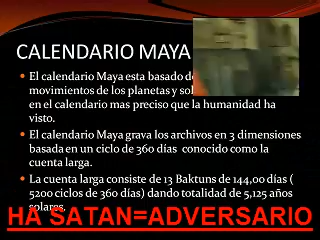 CALENDARIO MAYA
El calendario Maya esta basado de
movimientos de los planetas y sol
en el calendario mas preciso que la humanidad ha
visto.
El calendario Maya grava los archivos en 3 dimensiones
basada en un ciclo de 360 días conocido como la
cuenta larga.
La cuenta larga consiste de 13 Baktuns de 144,00 días (
5200 ciclos de 360 días) dando totalidad de 5,125 años
solares.
HA SATAN=ADVERSARIO